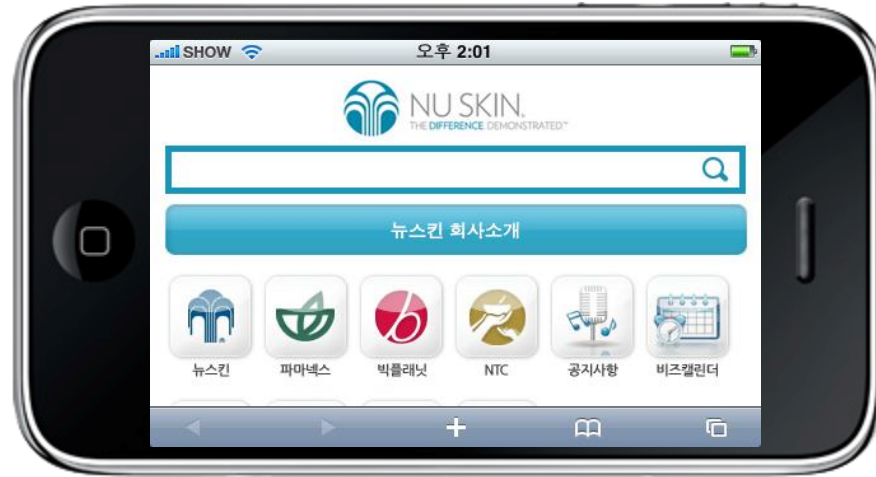 SHOW 오후 2:01
NU SKIN.
THE DIFFERENCE. DEMONSTRATED.™
뉴스킨 회사소개
뉴스킨 파마넥스 빅플래닛 NTC 공지사항 비즈캘린더